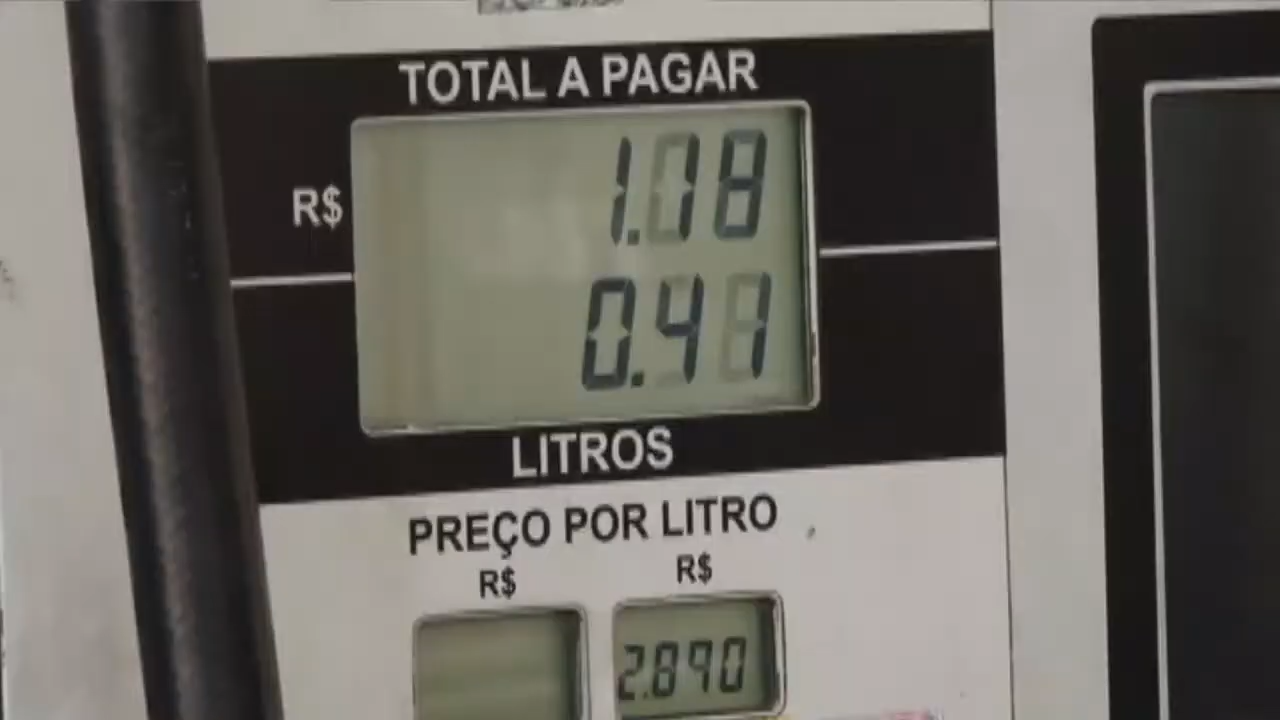 TOTAL A PAGAR
R$
1.18
0.41
LITROS
PREÇO POR LITRO
R$ R$
2.890